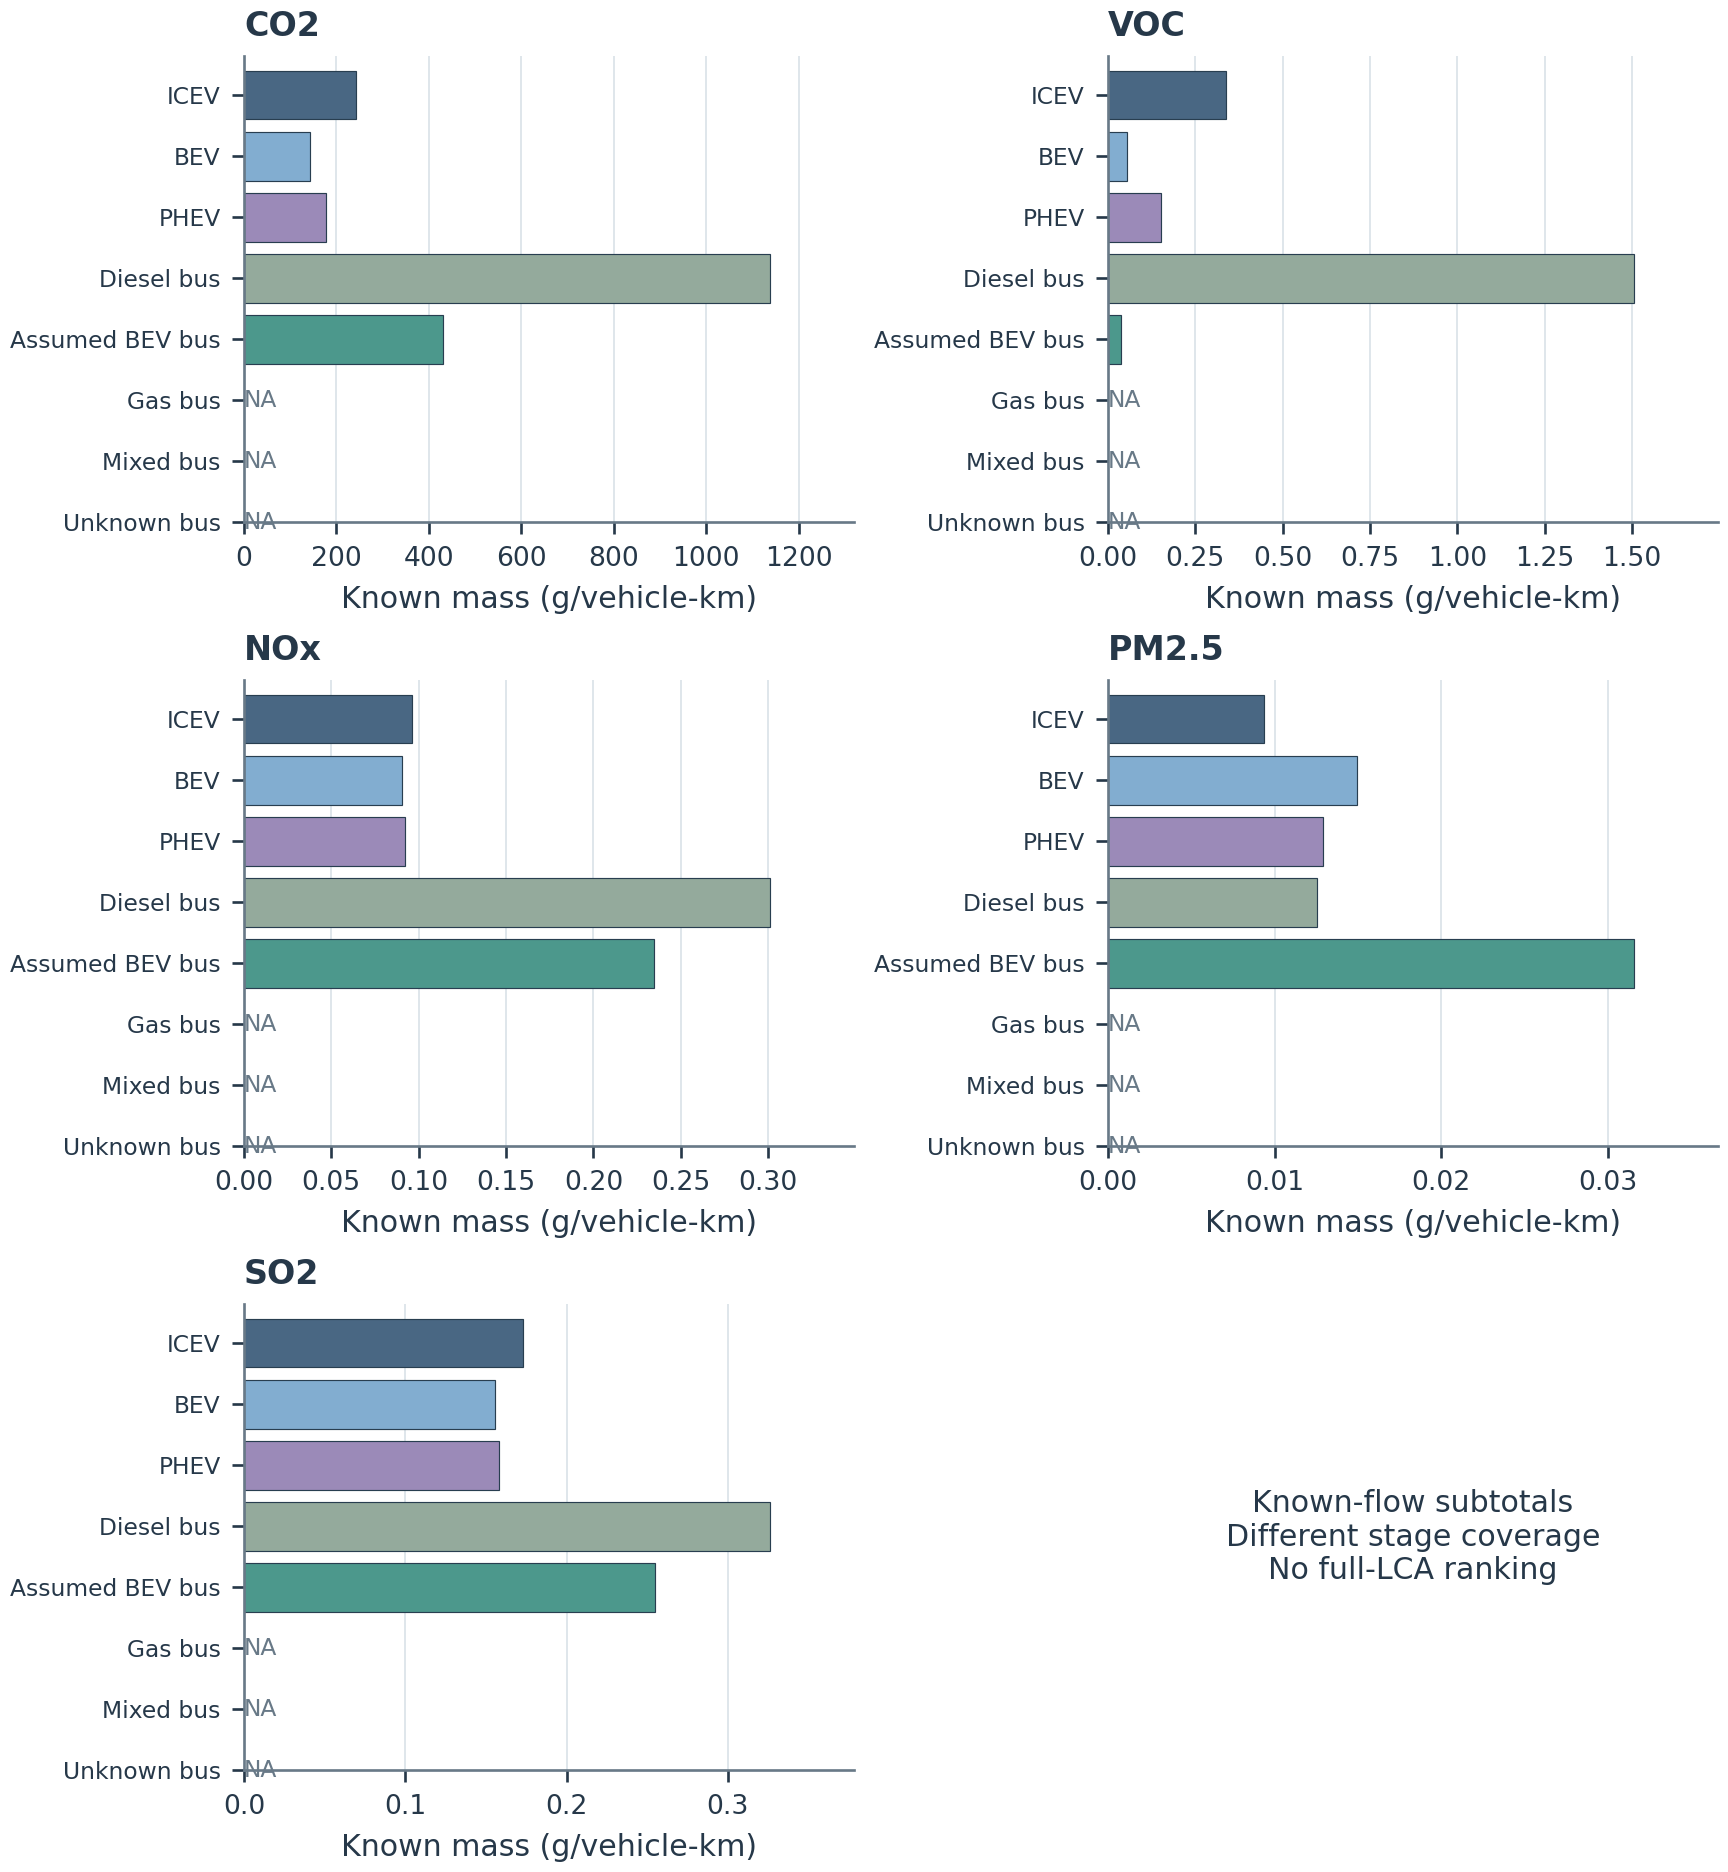 CO2
ICEV
BEV
PHEV
Diesel bus
Assumed BEV bus
Gas bus
NA
Mixed bus
NA
Unknown bus
NA
0 200 400 600 800 1000 1200
Known mass (g/vehicle-km)
VOC
ICEV
BEV
PHEV
Diesel bus
Assumed BEV bus
Gas bus
NA
Mixed bus
NA
Unknown bus
NA
0.00 0.25 0.50 0.75 1.00 1.25 1.50
Known mass (g/vehicle-km)
NOx
ICEV
BEV
PHEV
Diesel bus
Assumed BEV bus
Gas bus
NA
Mixed bus
NA
Unknown bus
NA
0.00 0.05 0.10 0.15 0.20 0.25 0.30
Known mass (g/vehicle-km)
PM2.5
ICEV
BEV
PHEV
Diesel bus
Assumed BEV bus
Gas bus
NA
Mixed bus
NA
Unknown bus
NA
0.00 0.01 0.02 0.03
Known mass (g/vehicle-km)
SO2
ICEV
BEV
PHEV
Diesel bus
Assumed BEV bus
Gas bus
NA
Mixed bus
NA
Unknown bus
NA
0.0 0.1 0.2 0.3
Known mass (g/vehicle-km)
Known-flow subtotals
Different stage coverage
No full-LCA ranking